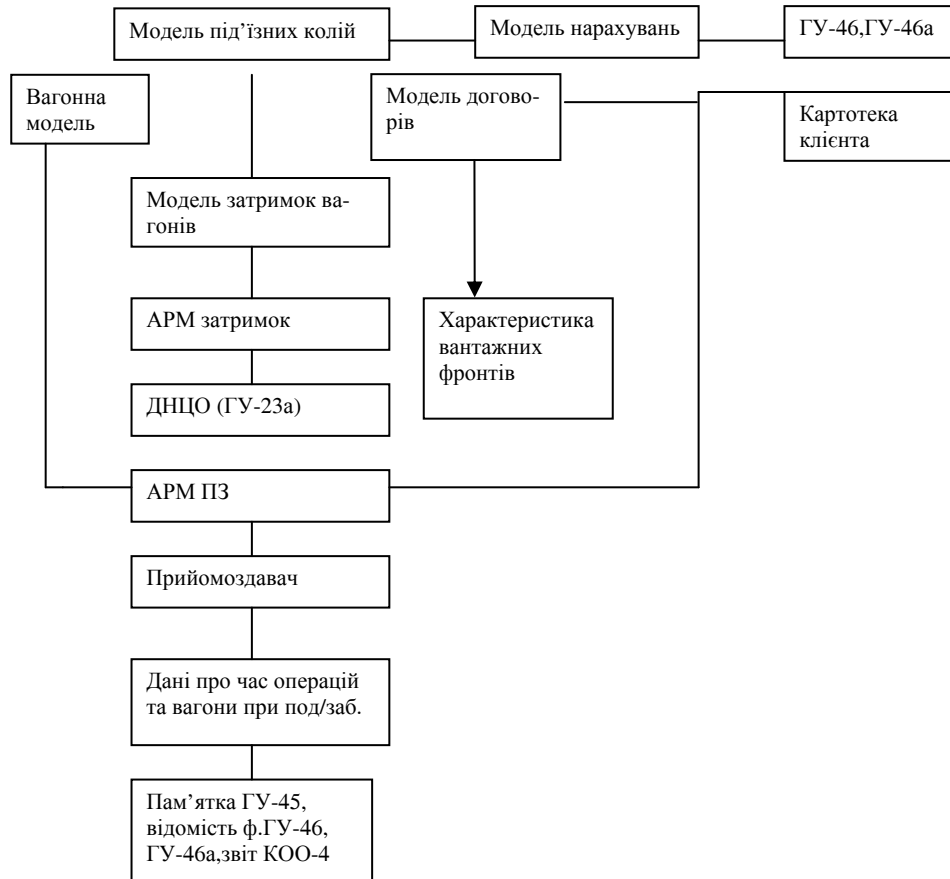 Модель під’їзних колій
Модель нарахувань
ГУ-46,ГУ-46а
Вагонна
модель
Модель догово-
рів
Картотека
клієнта
Модель затримок ва-
гонів
АРМ затримок
Характеристика
вантажних
фронтів
ДНЦО (ГУ-23а)
АРМ ПЗ
Прийомоздавач
Дані про час операцій
та вагони при под/заб.
Пам’ятка ГУ-45,
відомість ф.ГУ-46,
ГУ-46а,звіт КОО-4